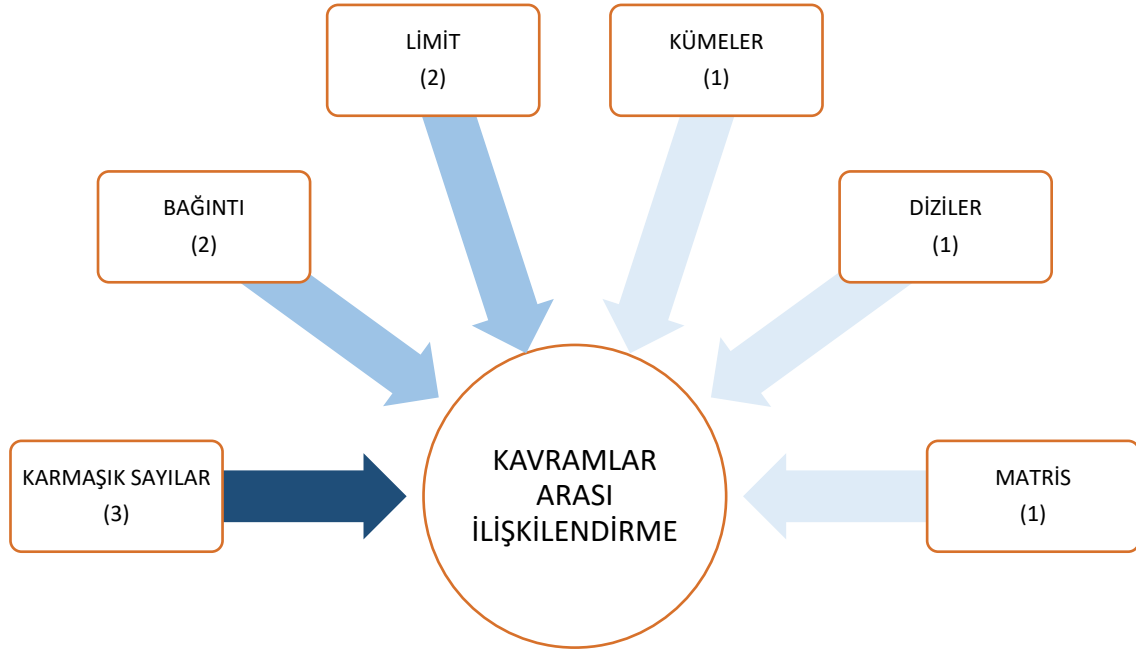 LİMİT
(2)
KÜMELER
(1)
BAĞINTI
(2)
DİZİLER
(1)
KARMAŞIK SAYILAR
(3)
KAVRAMLAR
ARASI
İLİŞKİLENDİRME
MATRİS
(1)